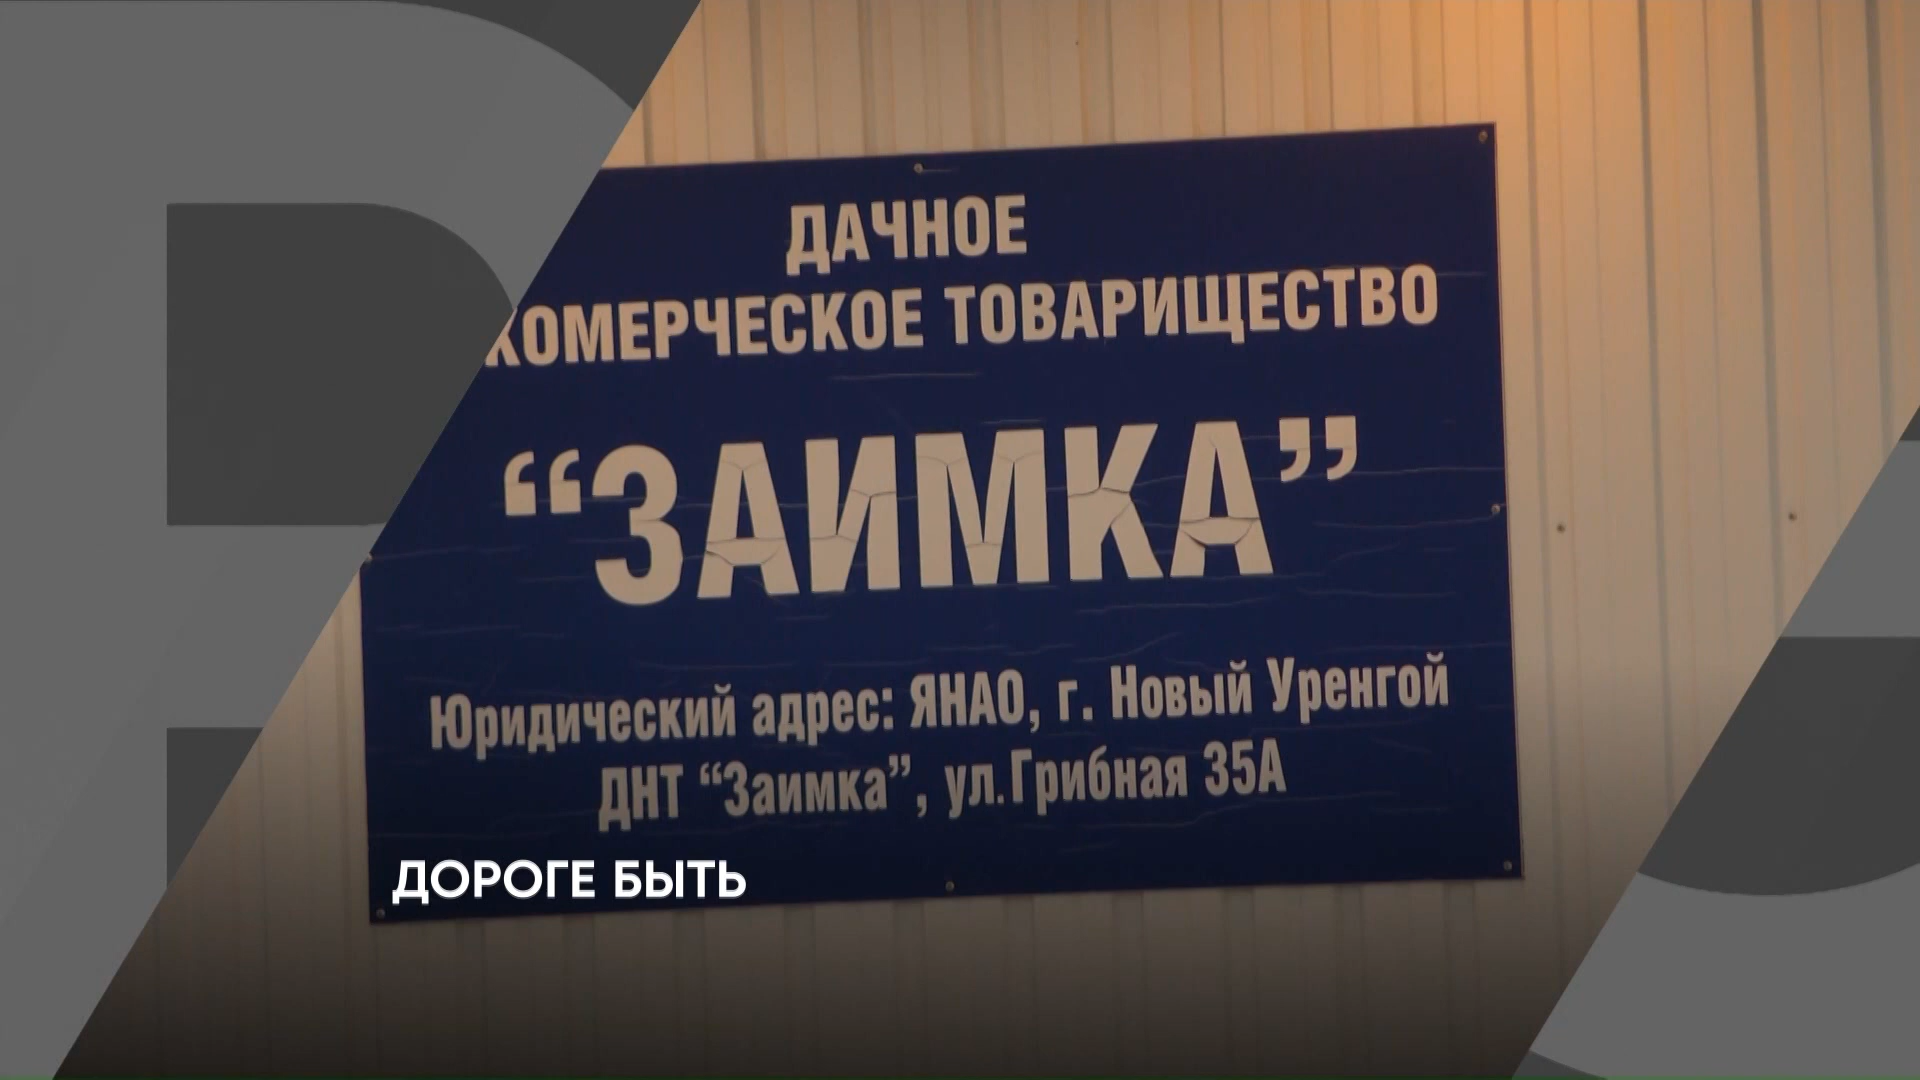 ДАЧНОЕ
КОМЕРЧЕСКОЕ ТОВАРИЩЕСТВО
“ЗАИМКА”
Юридический адрес: ЯНАО, г. Новый Уренгой
ДНТ “Заимка”, ул.Грибная 35А
ДОРОГЕ БЫТЬ